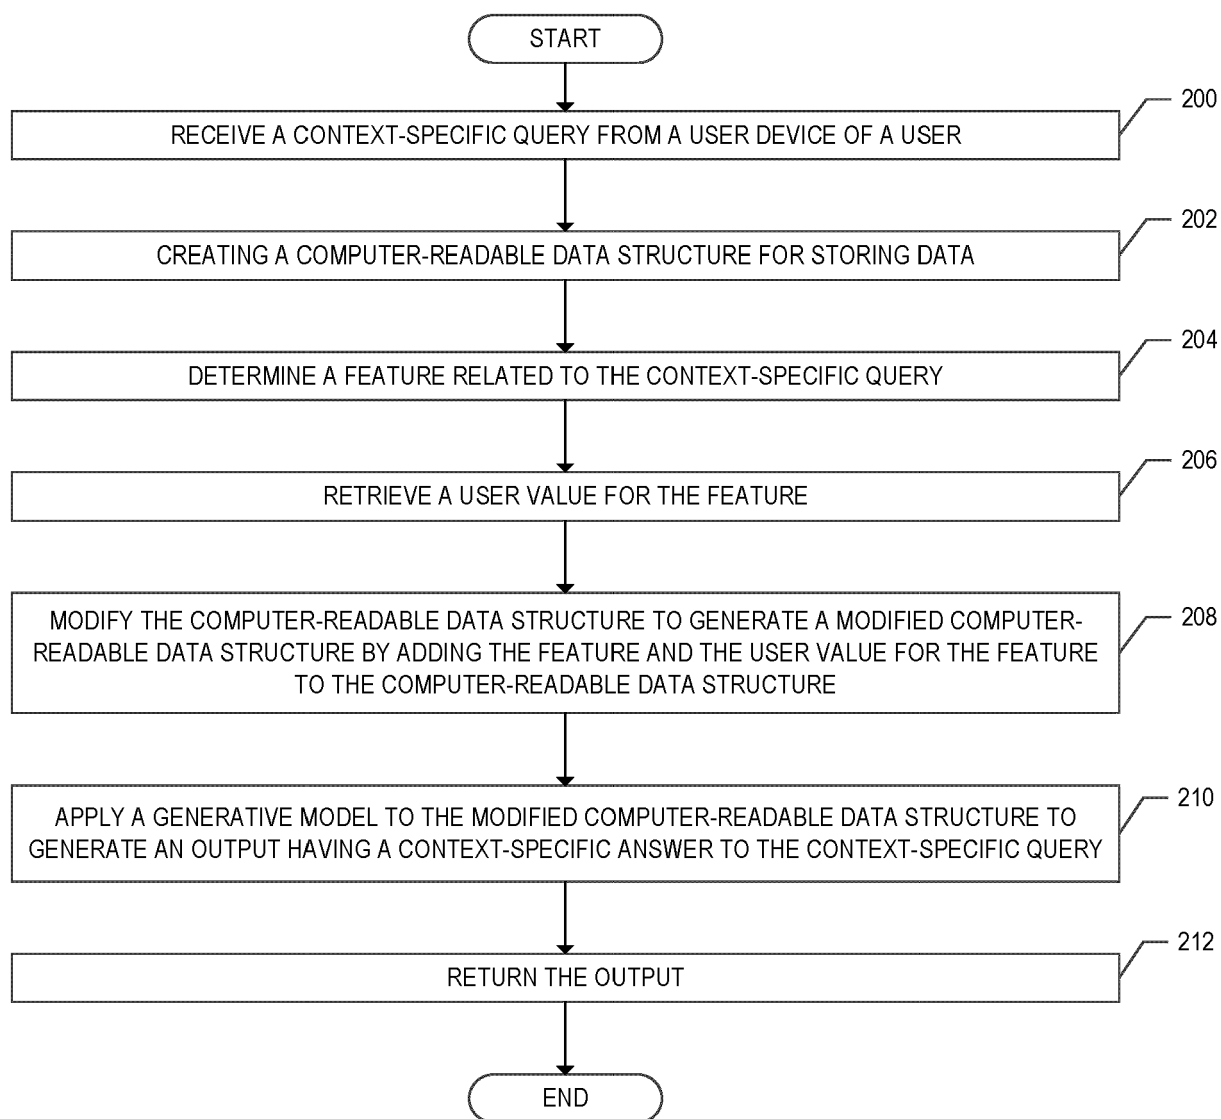 START
200
RECEIVE A CONTEXT-SPECIFIC QUERY FROM A USER DEVICE OF A USER
202
CREATING A COMPUTER-READABLE DATA STRUCTURE FOR STORING DATA
204
DETERMINE A FEATURE RELATED TO THE CONTEXT-SPECIFIC QUERY
206
RETRIEVE A USER VALUE FOR THE FEATURE
208
MODIFY THE COMPUTER-READABLE DATA STRUCTURE TO GENERATE A MODIFIED COMPUTER-
READABLE DATA STRUCTURE BY ADDING THE FEATURE AND THE USER VALUE FOR THE FEATURE
TO THE COMPUTER-READABLE DATA STRUCTURE
210
APPLY A GENERATIVE MODEL TO THE MODIFIED COMPUTER-READABLE DATA STRUCTURE TO
GENERATE AN OUTPUT HAVING A CONTEXT-SPECIFIC ANSWER TO THE CONTEXT-SPECIFIC QUERY
212
RETURN THE OUTPUT
END